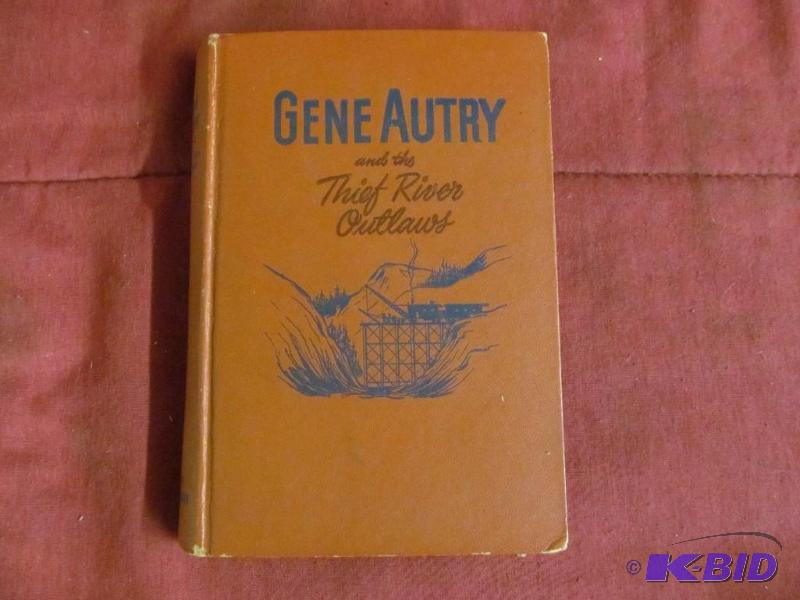 GENE AUTRY
and the
Thief River
Outlaws
© K-BID